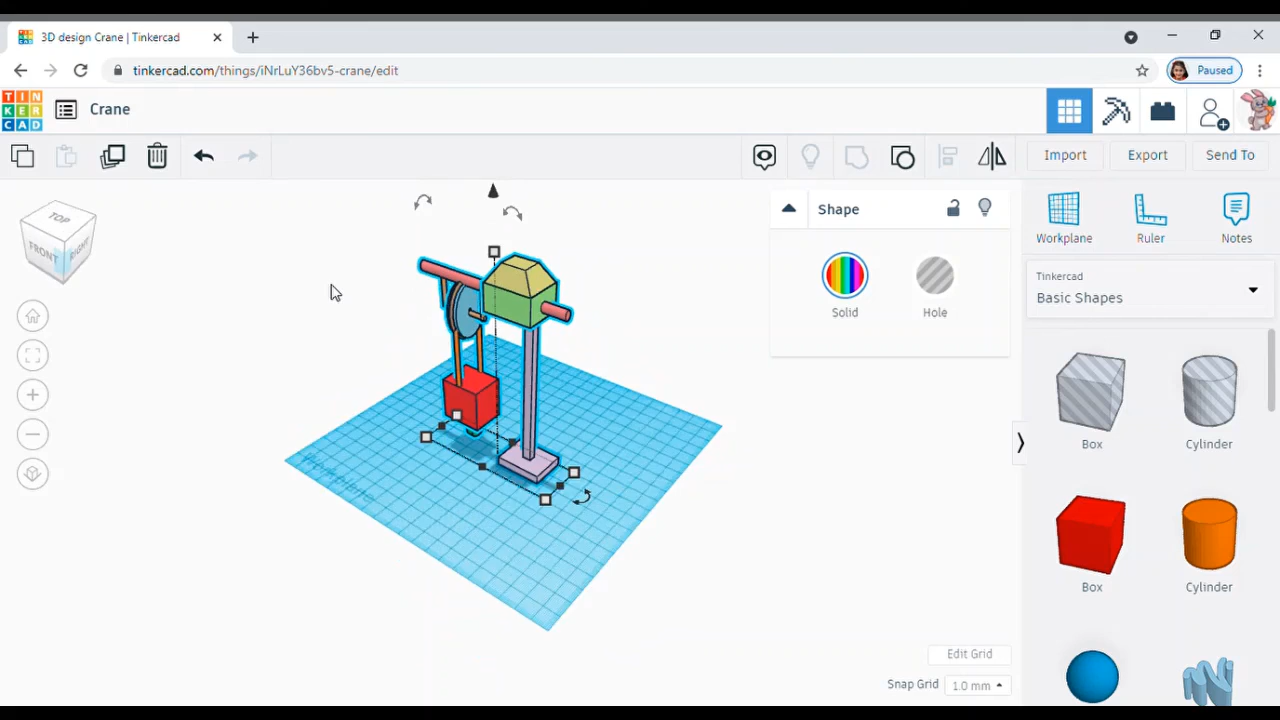 3D design Crane | Tinkercad
tinkercad.com/things/iNrLuY36bv5-crane/edit
Paused
TIN
KER
CAD
Crane
Import
Export
Send To
TOP
FRONT
RIGHT
Shape
Solid
Hole
Workplane
Ruler
Notes
Tinkercad
Basic Shapes
Box
Cylinder
Box
Cylinder
Workplane
Edit Grid
Snap Grid
1.0 mm